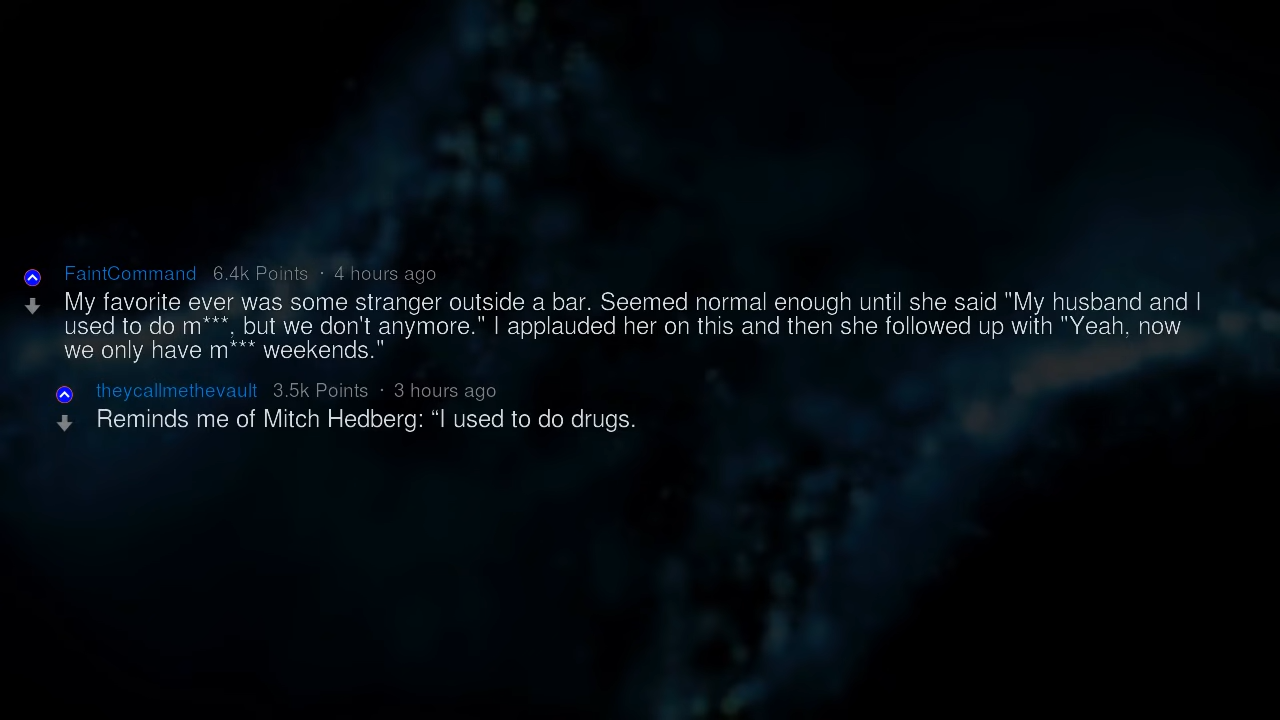 FaintCommand 6.4k Points · 4 hours ago
My favorite ever was some stranger outside a bar. Seemed normal enough until she said "My husband and I
used to do m***, but we don't anymore." I applauded her on this and then she followed up with "Yeah, now
we only have m*** weekends."
theycallmethevault 3.5k Points · 3 hours ago
Reminds me of Mitch Hedberg: “I used to do drugs.